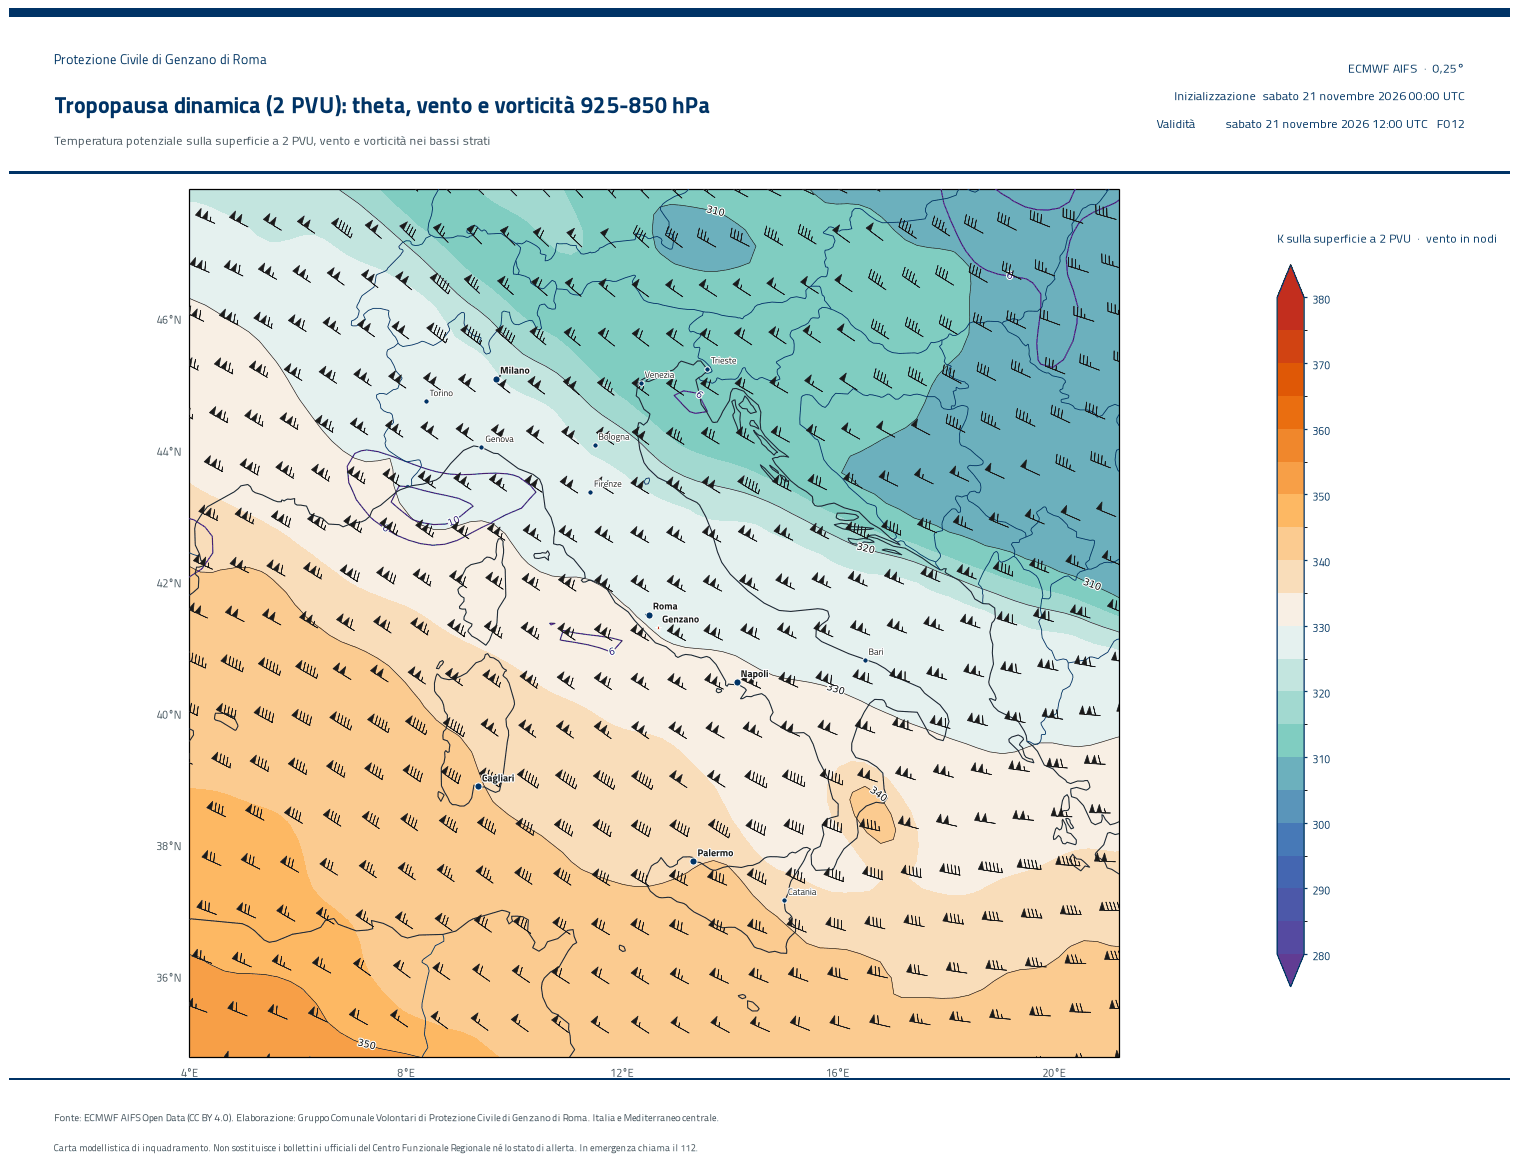 Protezione Civile di Genzano di Roma
Tropopausa dinamica (2 PVU): theta, vento e vorticità 925-850 hPa
Temperatura potenziale sulla superficie a 2 PVU, vento e vorticità nei bassi strati
ECMWF AIFS · 0,25°
Inizializzazione sabato 21 novembre 2026 00:00 UTC
Validità sabato 21 novembre 2026 12:00 UTC F012
K sulla superficie a 2 PVU · vento in nodi
380
370
360
350
340
330
320
310
300
290
280
46°N
44°N
42°N
40°N
38°N
36°N
4°E
8°E
12°E
16°E
20°E
310
6
Trieste
Venezia
Milano
Torino
6
Genova
Bologna
Firenze
10
6
320
310
Roma
Genzano
6
Bari
Napoli
330
Cagliari
340
Palermo
Catania
350
Fonte: ECMWF AIFS Open Data (CC BY 4.0). Elaborazione: Gruppo Comunale Volontari di Protezione Civile di Genzano di Roma. Italia e Mediterraneo centrale.
Carta modellistica di inquadramento. Non sostituisce i bollettini ufficiali del Centro Funzionale Regionale né lo stato di allerta. In emergenza chiama il 112.